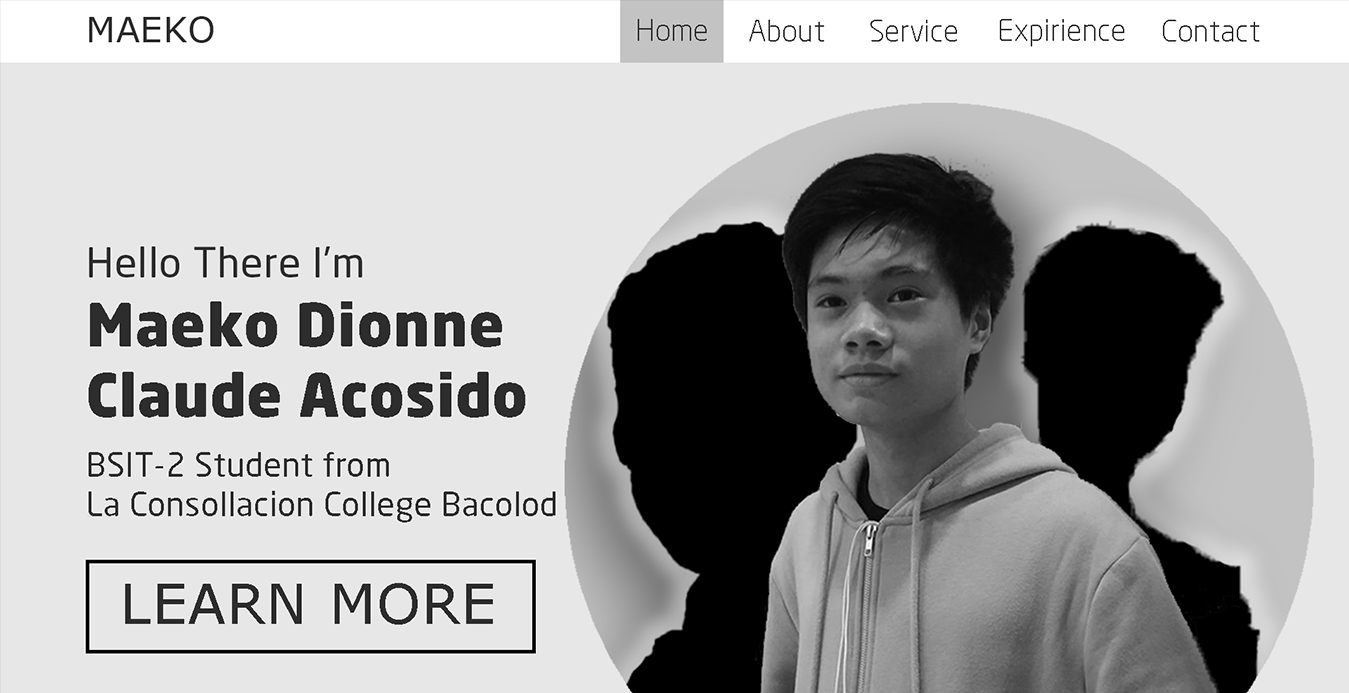 MAEKO
Home About Service Expirience Contact
Hello There I'm
Maeko Dionne
Claude Acosido
BSIT-2 Student from
La Consollacion College Bacolod
LEARN MORE